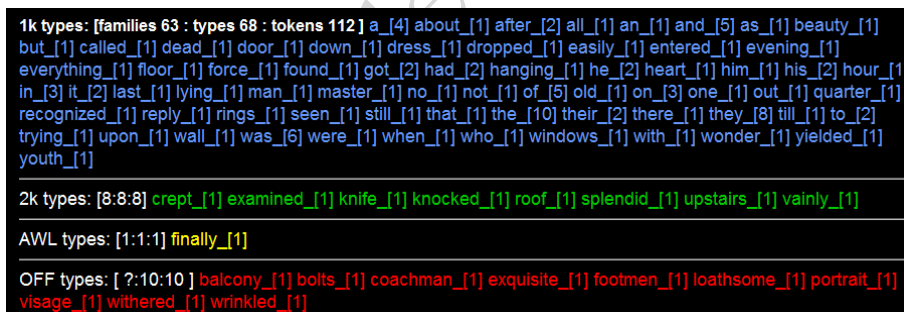 1k types: [families 63 : types 68 : tokens 112 ] a_[4] about_[1] after_[2] all_[1] an_[1] and_[5] as_[1] beauty_[1]
but_[1] called_[1] dead_[1] door_[1] down_[1] dress_[1] dropped_[1] easily_[1] entered_[1] evening_[1]
everything_[1] floor_[1] force_[1] found_[1] got_[2] had_[2] hanging_[1] he_[2] heart_[1] him_[1] his_[2] hour_[1
in_[3] it_[2] last_[1] lying_[1] man_[1] master_[1] no_[1] not_[1] of_[5] old_[1] on_[3] one_[1] out_[1] quarter_[1]
recognized_[1] reply_[1] rings_[1] seen_[1] still_[1] that_[1] the_[10] their_[2] there_[1] they_[8] till_[1] to_[2]
trying_[1] upon_[1] wall_[1] was_[6] were_[1] when_[1] who_[1] windows_[1] with_[1] wonder_[1] yielded_[1]
youth_[1]
2k types: [8:8:8] crept_[1] examined_[1] knife_[1] knocked_[1] roof_[1] splendid_[1] upstairs_[1] vainly_[1]
AWL types: [1:1:1] finally_[1]
OFF types: [ ?:10:10 ] balcony_[1] bolts_[1] coachman_[1] exquisite_[1] footmen_[1] loathsome_[1] portrait_[1]
visage_[1] withered_[1] wrinkled_[1]